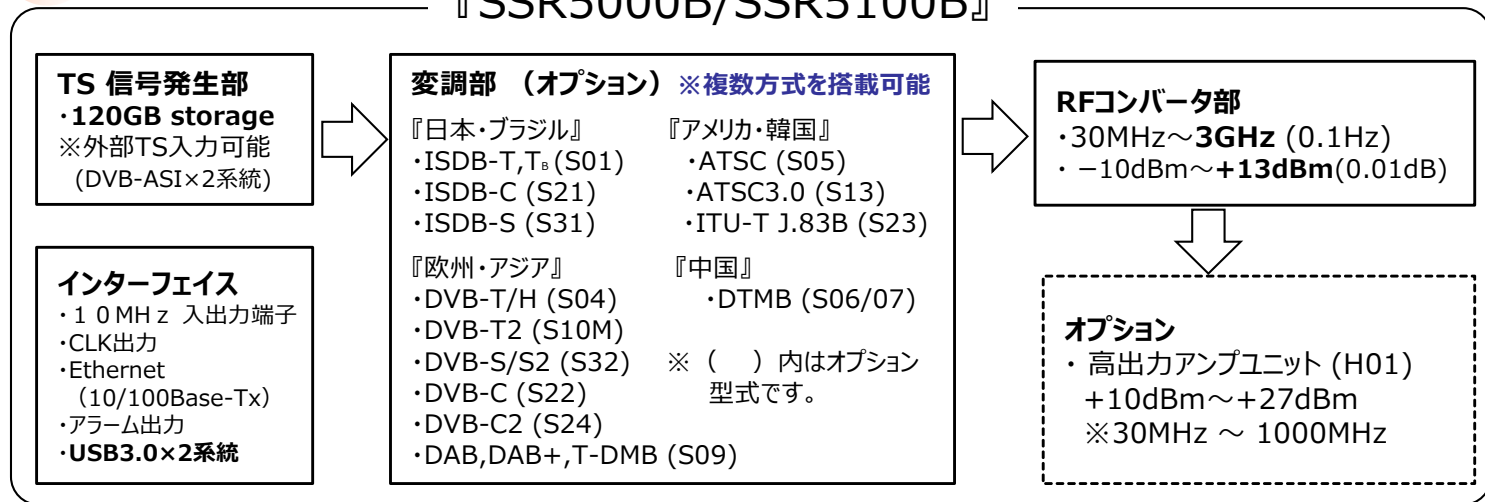 『SSR5000B/SSR5100B』
TS 信号発生部
・120GB storage
※外部TS入力可能
(DVB-ASI×2系統)
インターフェイス
・１０MHｚ 入出力端子
・CLK出力
・Ethernet
（10/100Base-Tx）
・アラーム出力
・USB3.0×2系統
変調部 （オプション）※複数方式を搭載可能
『日本・ブラジル』
・ISDB-T,TB (S01)
・ISDB-C (S21)
・ISDB-S (S31)
『アメリカ・韓国』
・ATSC (S05)
・ATSC3.0 (S13)
・ITU-T J.83B (S23)
『欧州・アジア』
・DVB-T/H (S04)
・DVB-T2 (S10M)
・DVB-S/S2 (S32)
・DVB-C (S22)
・DVB-C2 (S24)
・DAB,DAB+,T-DMB (S09)
『中国』
・DTMB (S06/07)
※（　）内はオプション
型式です。
RFコンバータ部
・30MHz～3GHz (0.1Hz)
・－10dBm～+13dBm(0.01dB)
オプション
・ 高出力アンプユニット (H01)
+10dBm～+27dBm
※30MHz ～ 1000MHz